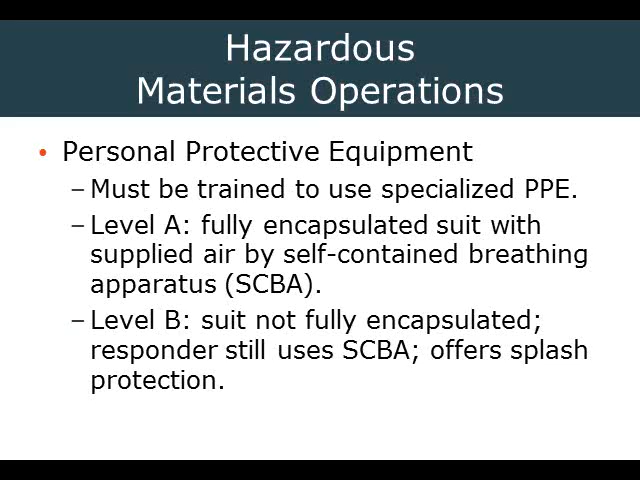 Hazardous
Materials Operations
• Personal Protective Equipment
– Must be trained to use specialized PPE.
– Level A: fully encapsulated suit with
supplied air by self-contained breathing
apparatus (SCBA).
– Level B: suit not fully encapsulated;
responder still uses SCBA; offers splash
protection.